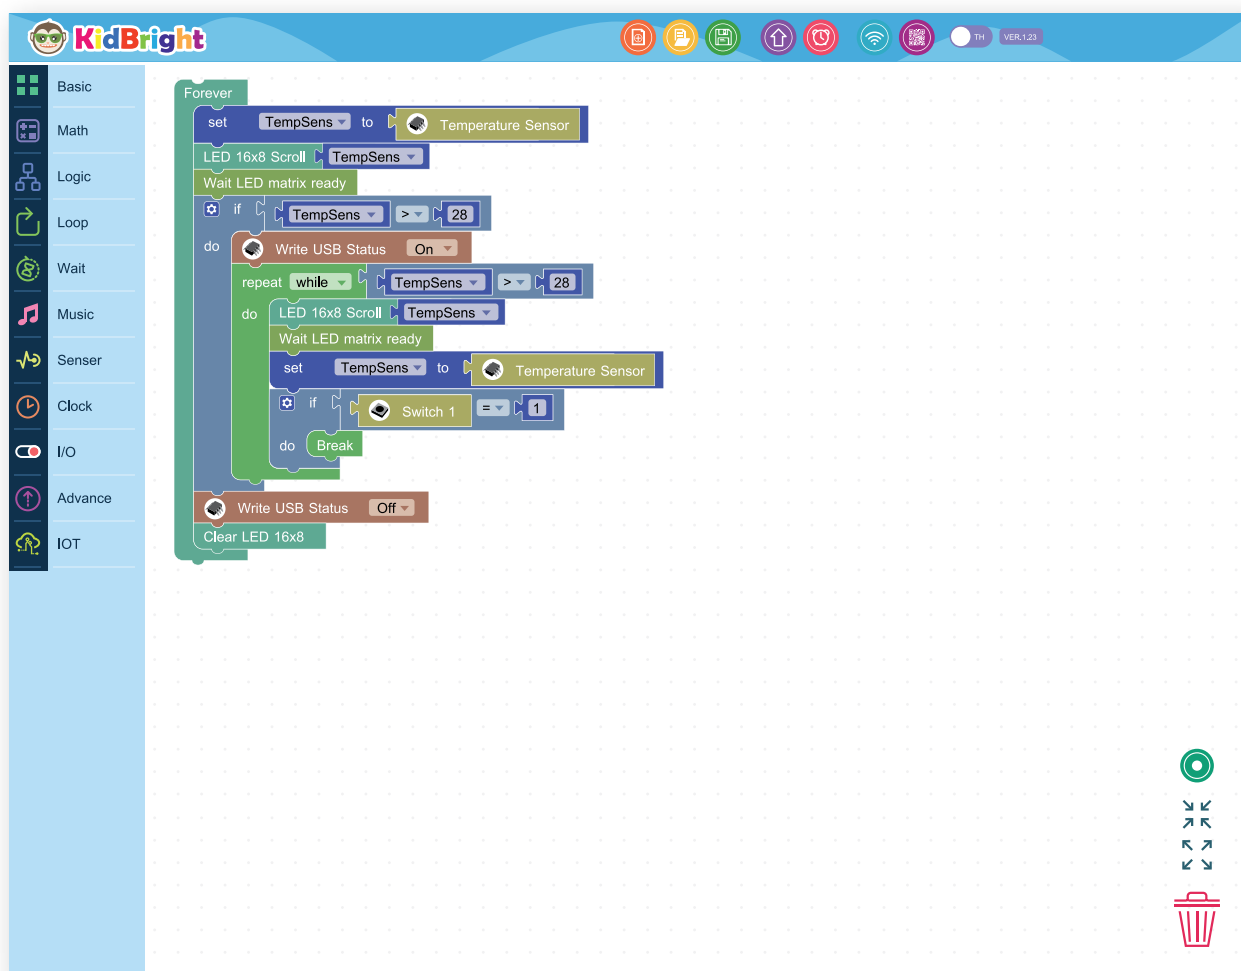 KidBright
TH
VER.1.23
Basic
Math
Logic
Loop
Wait
Music
Senser
Clock
I/O
Advance
IOT
Forever
set TempSens to Temperature Sensor
LED 16x8 Scroll TempSens
Wait LED matrix ready
if TempSens > 28
do Write USB Status On
repeat while TempSens > 28
do LED 16x8 Scroll TempSens
Wait LED matrix ready
set TempSens to Temperature Sensor
if Switch 1 = 1
do Break
Write USB Status Off
Clear LED 16x8